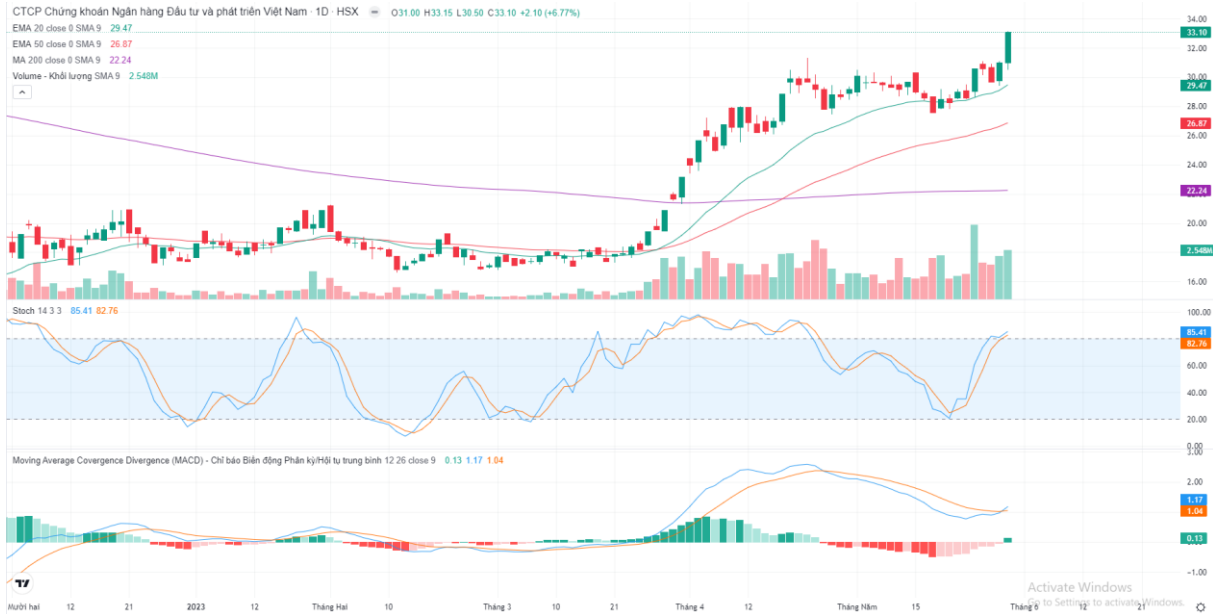 CTCP Chứng khoán Ngân hàng Đầu tư và phát triển Việt Nam · 1D · HSX O31.00 H33.15 L30.50 C33.10 +2.10 (+6.77%)
EMA 20 close 0 SMA 9 29.47
EMA 50 close 0 SMA 9 26.87
MA 200 close 0 SMA 9 22.24
Volume - Khối lượng SMA 9 2.548M
34.00
33.10
32.00
30.00
29.47
28.00
26.87
26.00
24.00
22.24
20.00
2.548M
16.00
Stoch 14 3 3 85.41 82.76
100.00
85.41
82.76
60.00
40.00
20.00
0.00
Moving Average Covergence Divergence (MACD) - Chỉ báo Biến động Phân kỳ/Hội tụ trung bình 12 26 close 9 0.13 1.17 1.04
3.00
2.00
1.17
1.04
0.13
-1.00
Activate Windows
Go to Settings to activate Windows.
Mười hai 12 21 2023 12 Tháng Hai 10 Tháng 3 10 21 Tháng 4 12 Tháng Năm 15 Tháng 6 12 21